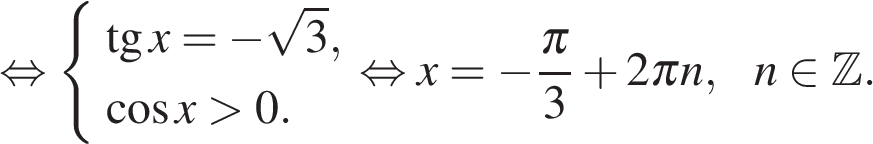 ⇔ { tg x = −√3,
cos x > 0. ⇔ x = −π/3 + 2πn, n ∈ ℤ.